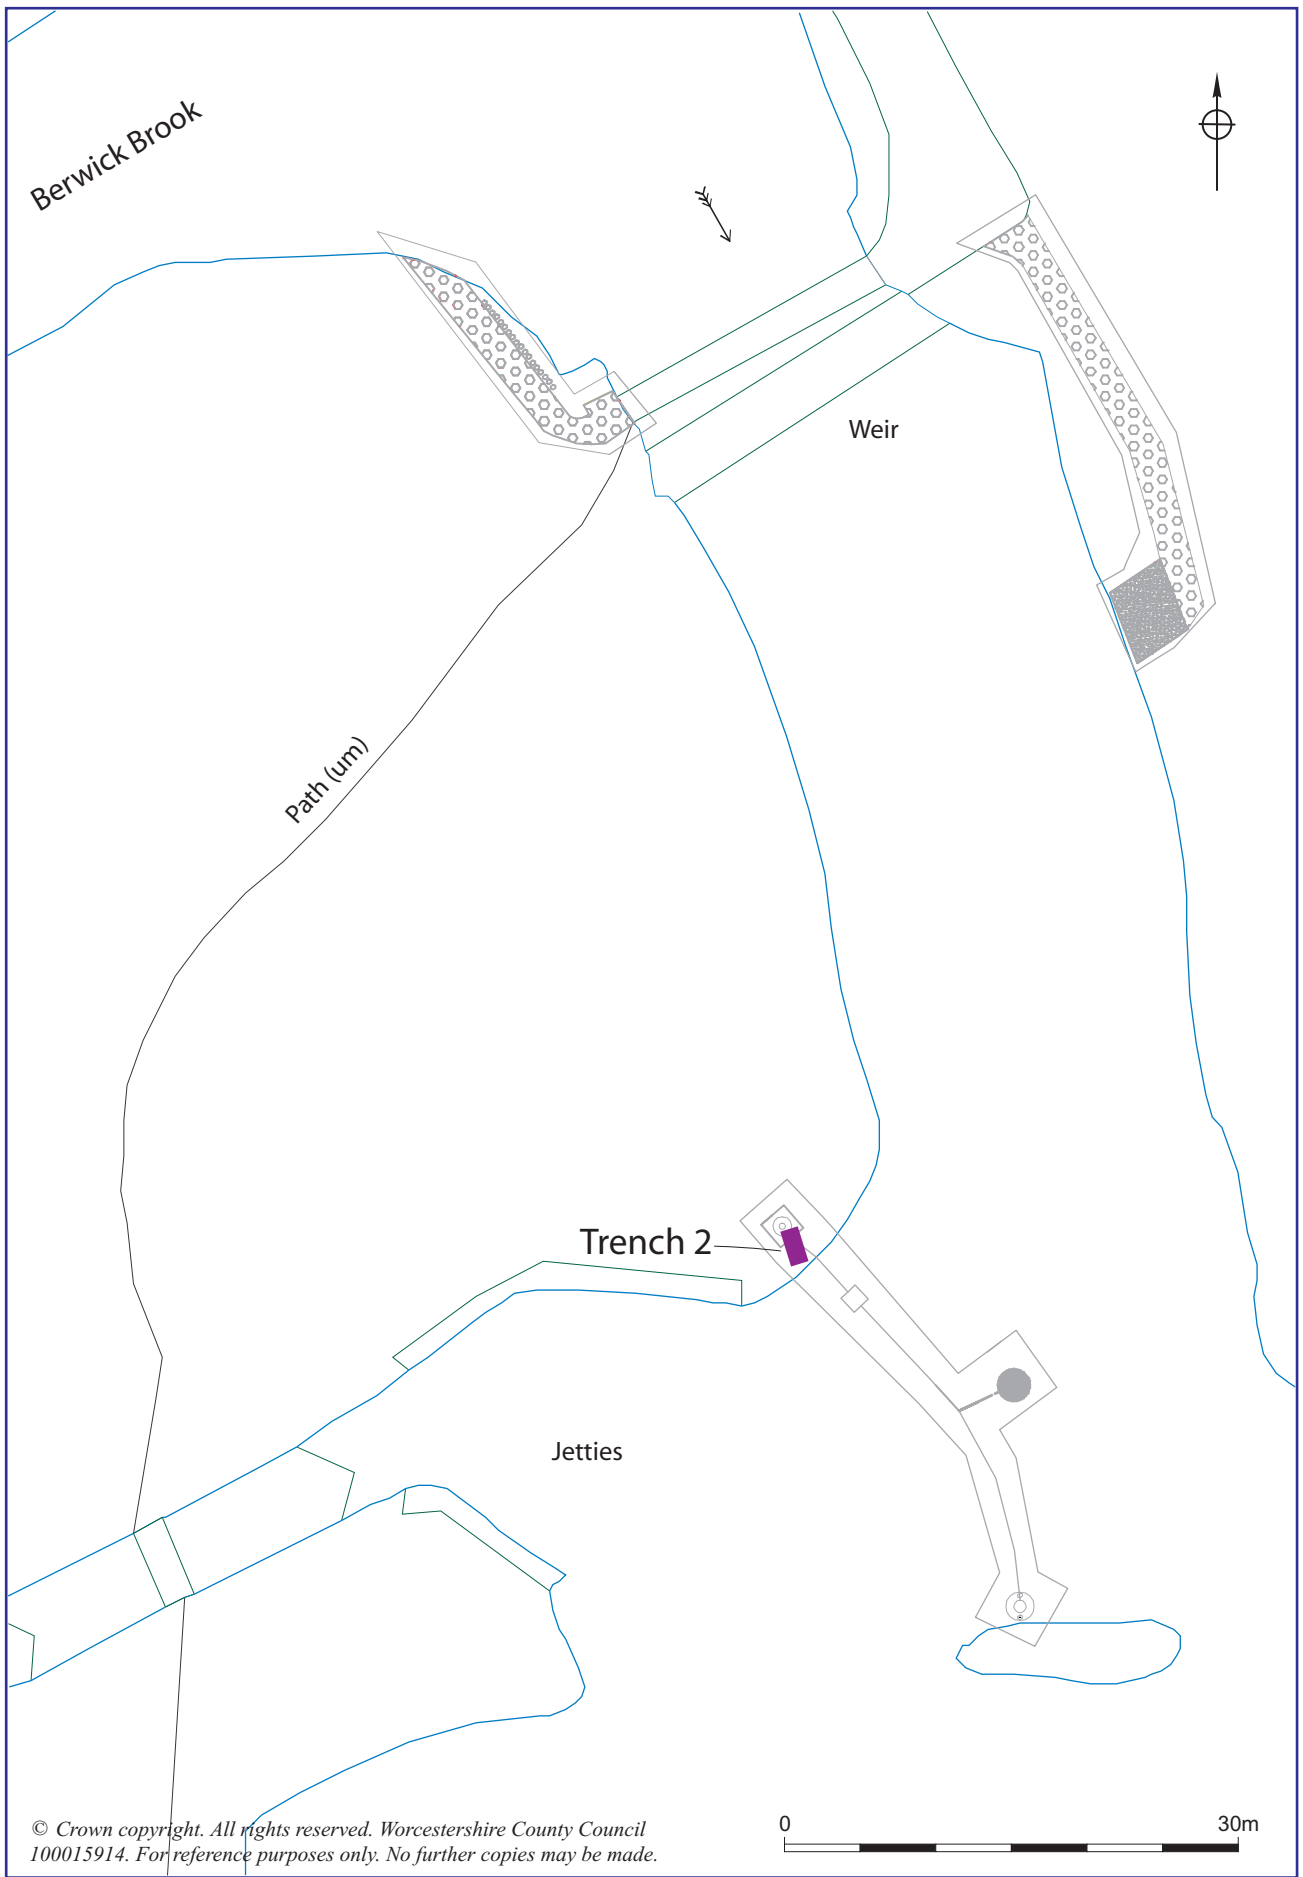 Berwick Brook
Weir
Path (um)
Trench 2
Jetties
© Crown copyright. All rights reserved. Worcestershire County Council
100015914. For reference purposes only. No further copies may be made.
0 30m